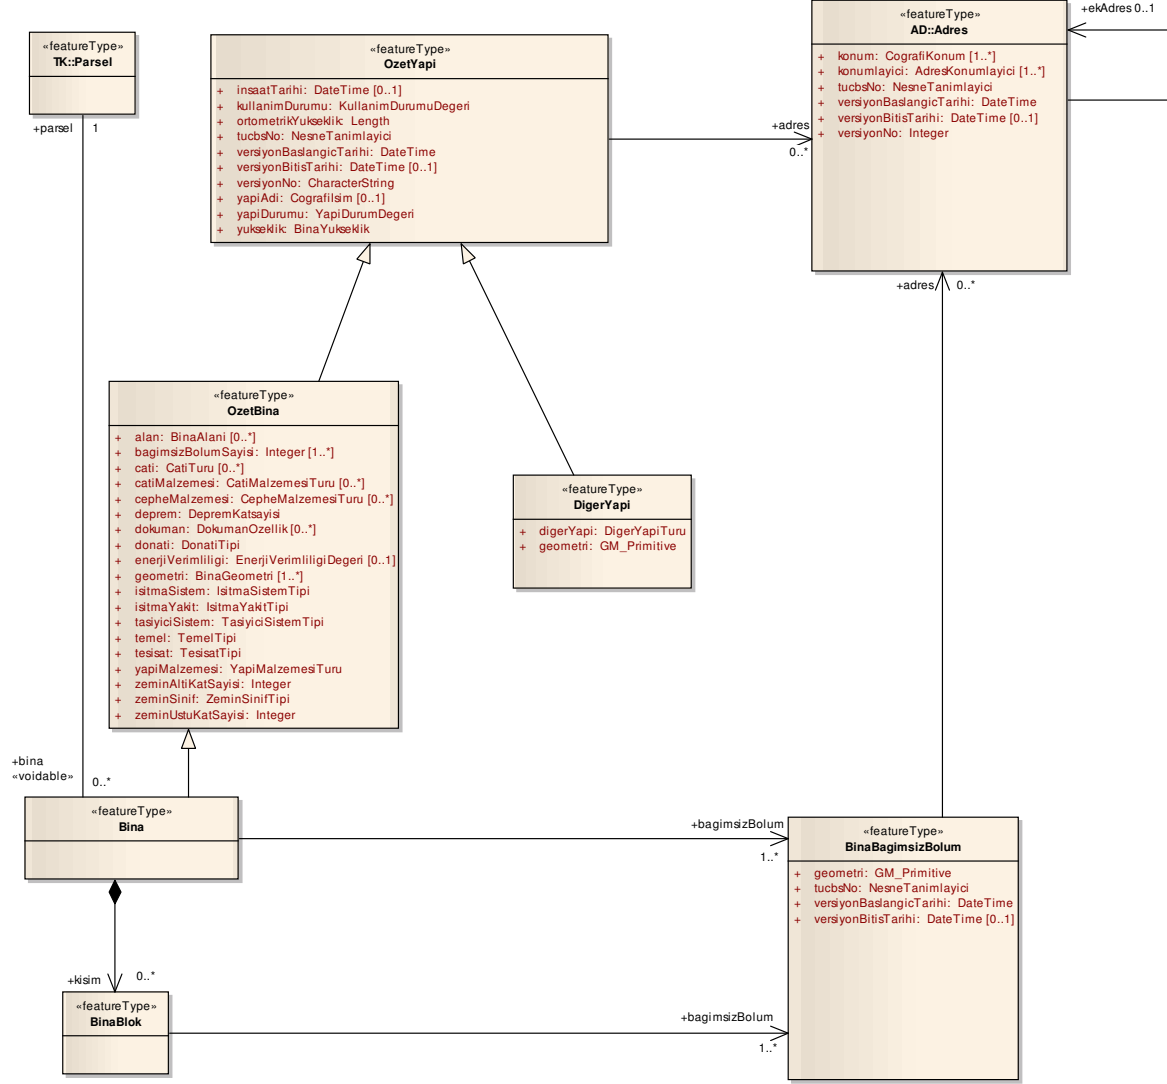 «featureType»
TK::Parsel
+parsel 1
«featureType»
OzetYapi
+ insaatTarihi: DateTime [0..1]
+ kullanimDurumu: KullanimDurumuDegeri
+ ortometrikYukseklik: Length
+ tucbsNo: NesneTanimlayici
+ versiyonBaslangicTarihi: DateTime
+ versiyonBitisTarihi: DateTime [0..1]
+ versiyonNo: CharacterString
+ yapiAdi: CografiIsim [0..1]
+ yapiDurumu: YapiDurumDegeri
+ yukseklik: BinaYukseklik
+adres
0..*
«featureType»
AD::Adres
+ konum: CografiKonum [1..*]
+ konumlayici: AdresKonumlayici [1..*]
+ tucbsNo: NesneTanimlayici
+ versiyonBaslangicTarihi: DateTime
+ versiyonBitisTarihi: DateTime [0..1]
+ versiyonNo: Integer
+ekAdres 0..1
+adres 0..*
«featureType»
OzetBina
+ alan: BinaAlani [0..*]
+ bagimsizBolumSayisi: Integer [1..*]
+ cati: CatiTuru [0..*]
+ catiMalzemesi: CatiMalzemesiTuru [0..*]
+ cepheMalzemesi: CepheMalzemesiTuru [0..*]
+ deprem: DepremKatsayisi
+ dokuman: DokumanOzellik [0..*]
+ donati: DonatiTipi
+ enerjiVerimliligi: EnerjiVerimliligiDegeri [0..1]
+ geometri: BinaGeometri [1..*]
+ isitmaSistem: IsitmaSistemTipi
+ isitmaYakit: IsitmaYakitTipi
+ tasiyiciSistem: TasiyiciSistemTipi
+ temel: TemelTipi
+ tesisat: TesisatTipi
+ yapiMalzemesi: YapiMalzemesiTuru
+ zeminAltiKatSayisi: Integer
+ zeminSinif: ZeminSinifTipi
+ zeminUstuKatSayisi: Integer
«featureType»
DigerYapi
+ digerYapi: DigerYapiTuru
+ geometri: GM_Primitive
+bina
«voidable»
0..*
«featureType»
Bina
+bagimsizBolum
1..*
«featureType»
BinaBagimsizBolum
+ geometri: GM_Primitive
+ tucbsNo: NesneTanimlayici
+ versiyonBaslangicTarihi: DateTime
+ versiyonBitisTarihi: DateTime [0..1]
+kisim 0..*
«featureType»
BinaBlok
+bagimsizBolum
1..*